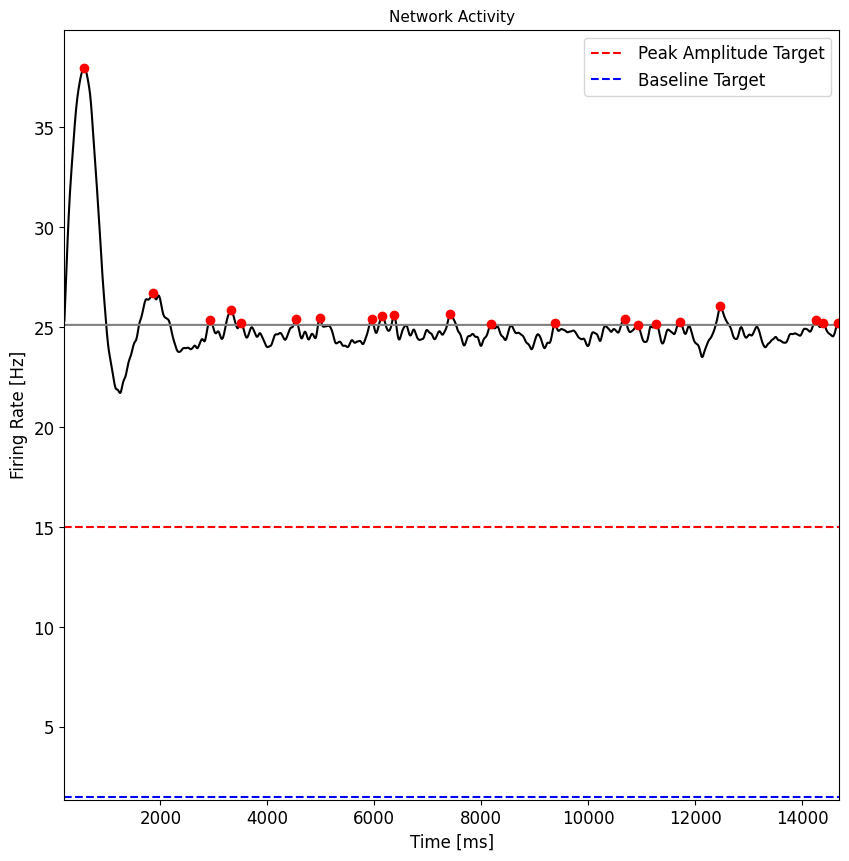 Network Activity
Peak Amplitude Target
Baseline Target
Firing Rate [Hz]
35
30
25
20
15
10
5
2000 4000 6000 8000 10000 12000 14000
Time [ms]